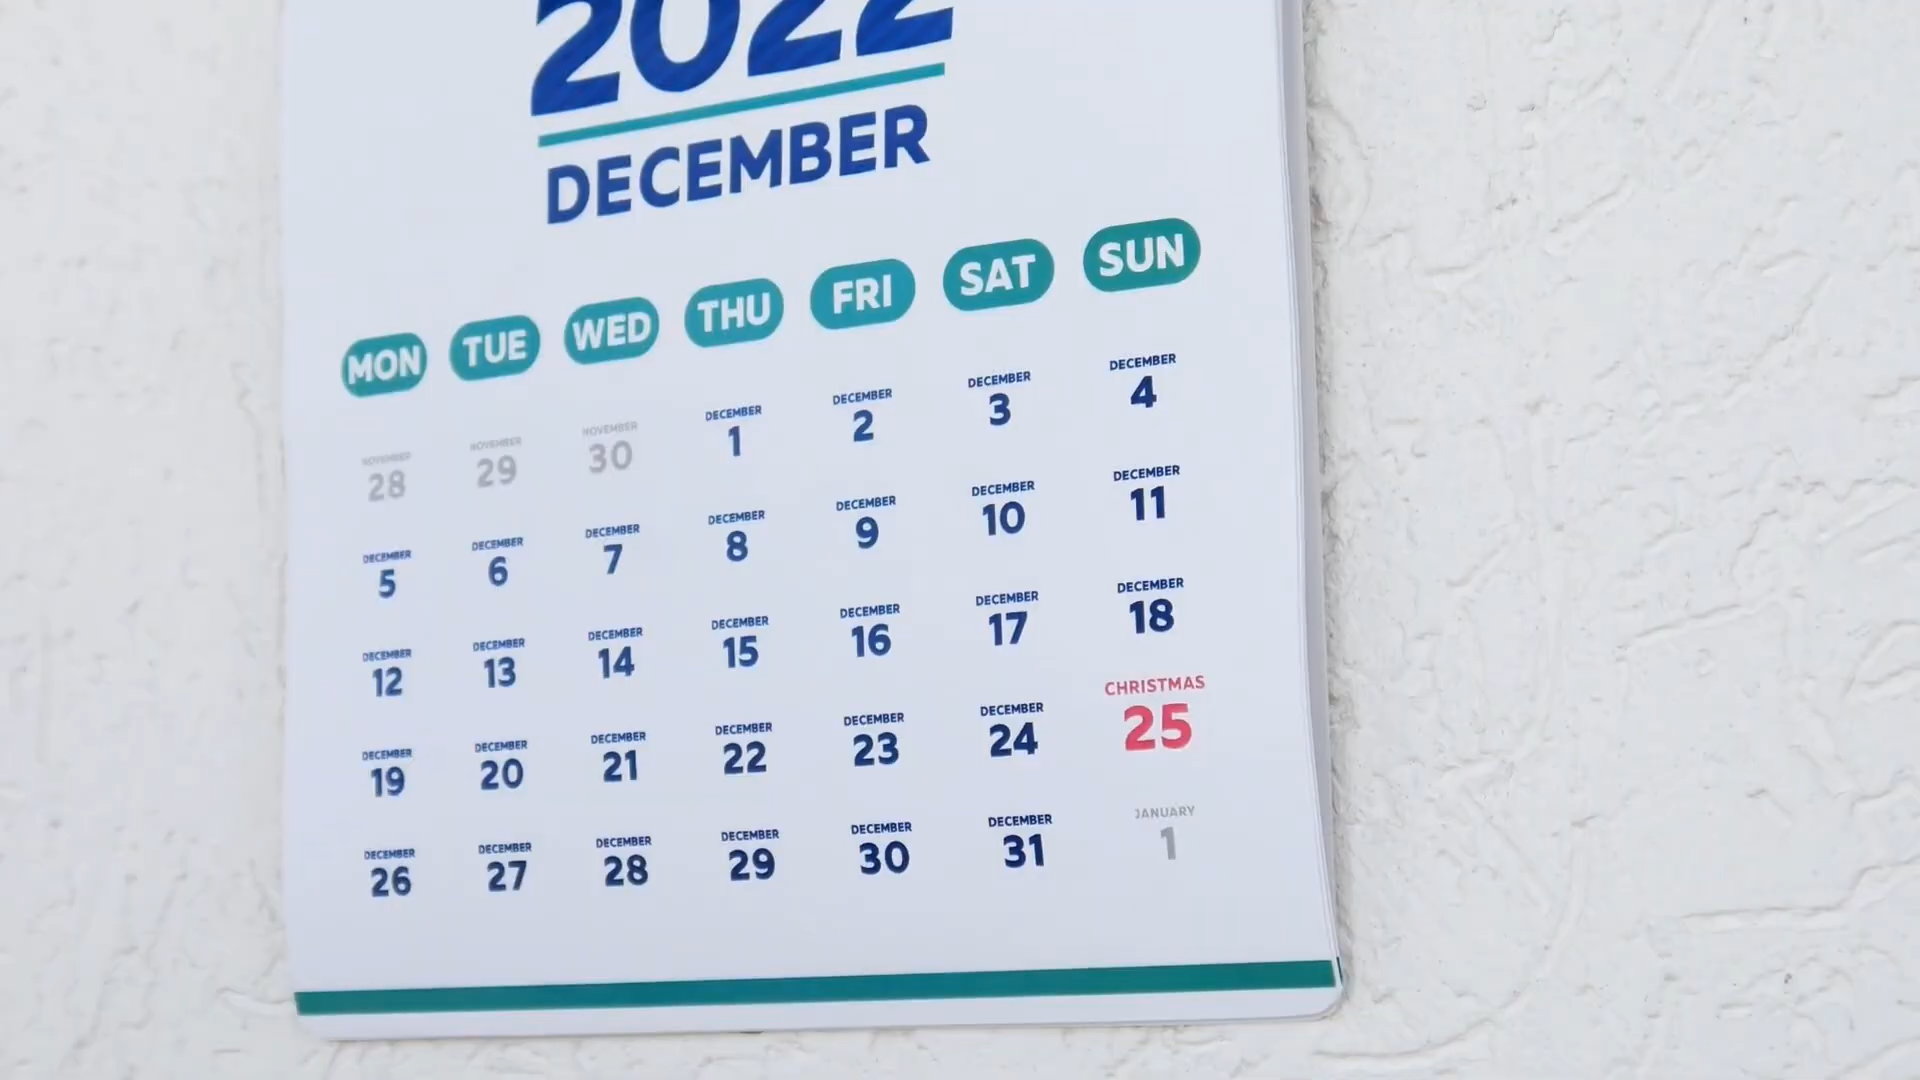 2022
DECEMBER
MON TUE WED THU FRI SAT SUN
NOVEMBER NOVEMBER NOVEMBER DECEMBER DECEMBER DECEMBER DECEMBER
28 29 30 1 2 3 4
DECEMBER DECEMBER DECEMBER DECEMBER DECEMBER DECEMBER DECEMBER
5 6 7 8 9 10 11
DECEMBER DECEMBER DECEMBER DECEMBER DECEMBER DECEMBER DECEMBER
12 13 14 15 16 17 18
DECEMBER DECEMBER DECEMBER DECEMBER DECEMBER DECEMBER CHRISTMAS
19 20 21 22 23 24 25
DECEMBER DECEMBER DECEMBER DECEMBER DECEMBER DECEMBER JANUARY
26 27 28 29 30 31 1